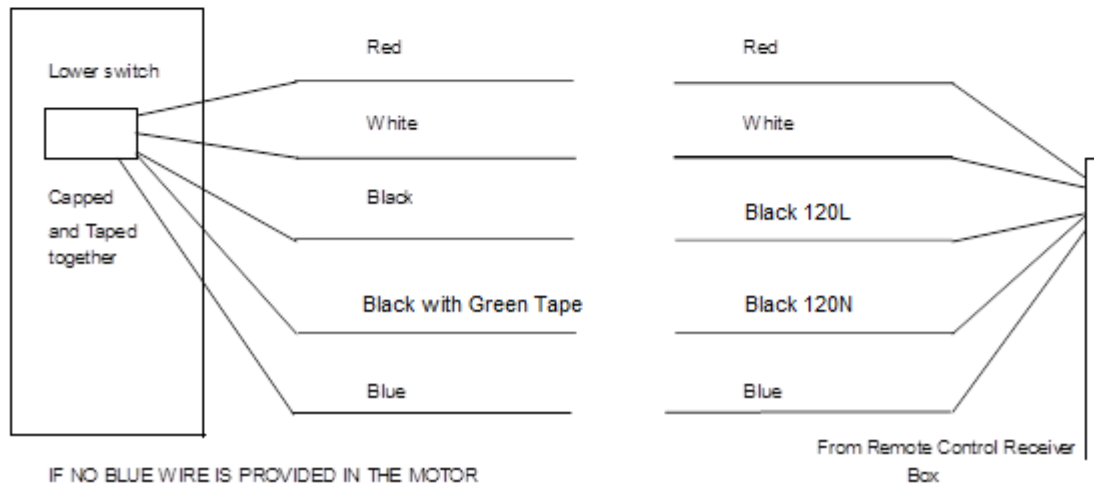 Red
Red
Lower switch
White
White
Capped
and Taped
together
Black
Black 120L
Black with Green Tape
Black 120N
Blue
Blue
From Remote Control Receiver
Box
IF NO BLUE WIRE IS PROVIDED IN THE MOTOR